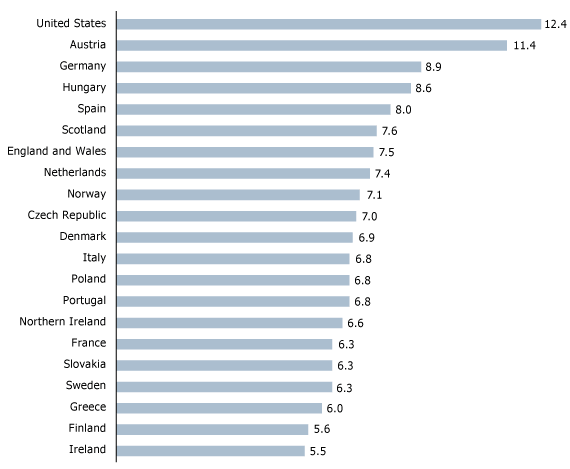 United States 12.4
Austria 11.4
Germany 8.9
Hungary 8.6
Spain 8.0
Scotland 7.6
England and Wales 7.5
Netherlands 7.4
Norway 7.1
Czech Republic 7.0
Denmark 6.9
Italy 6.8
Poland 6.8
Portugal 6.8
Northern Ireland 6.6
France 6.3
Slovakia 6.3
Sweden 6.3
Greece 6.0
Finland 5.6
Ireland 5.5